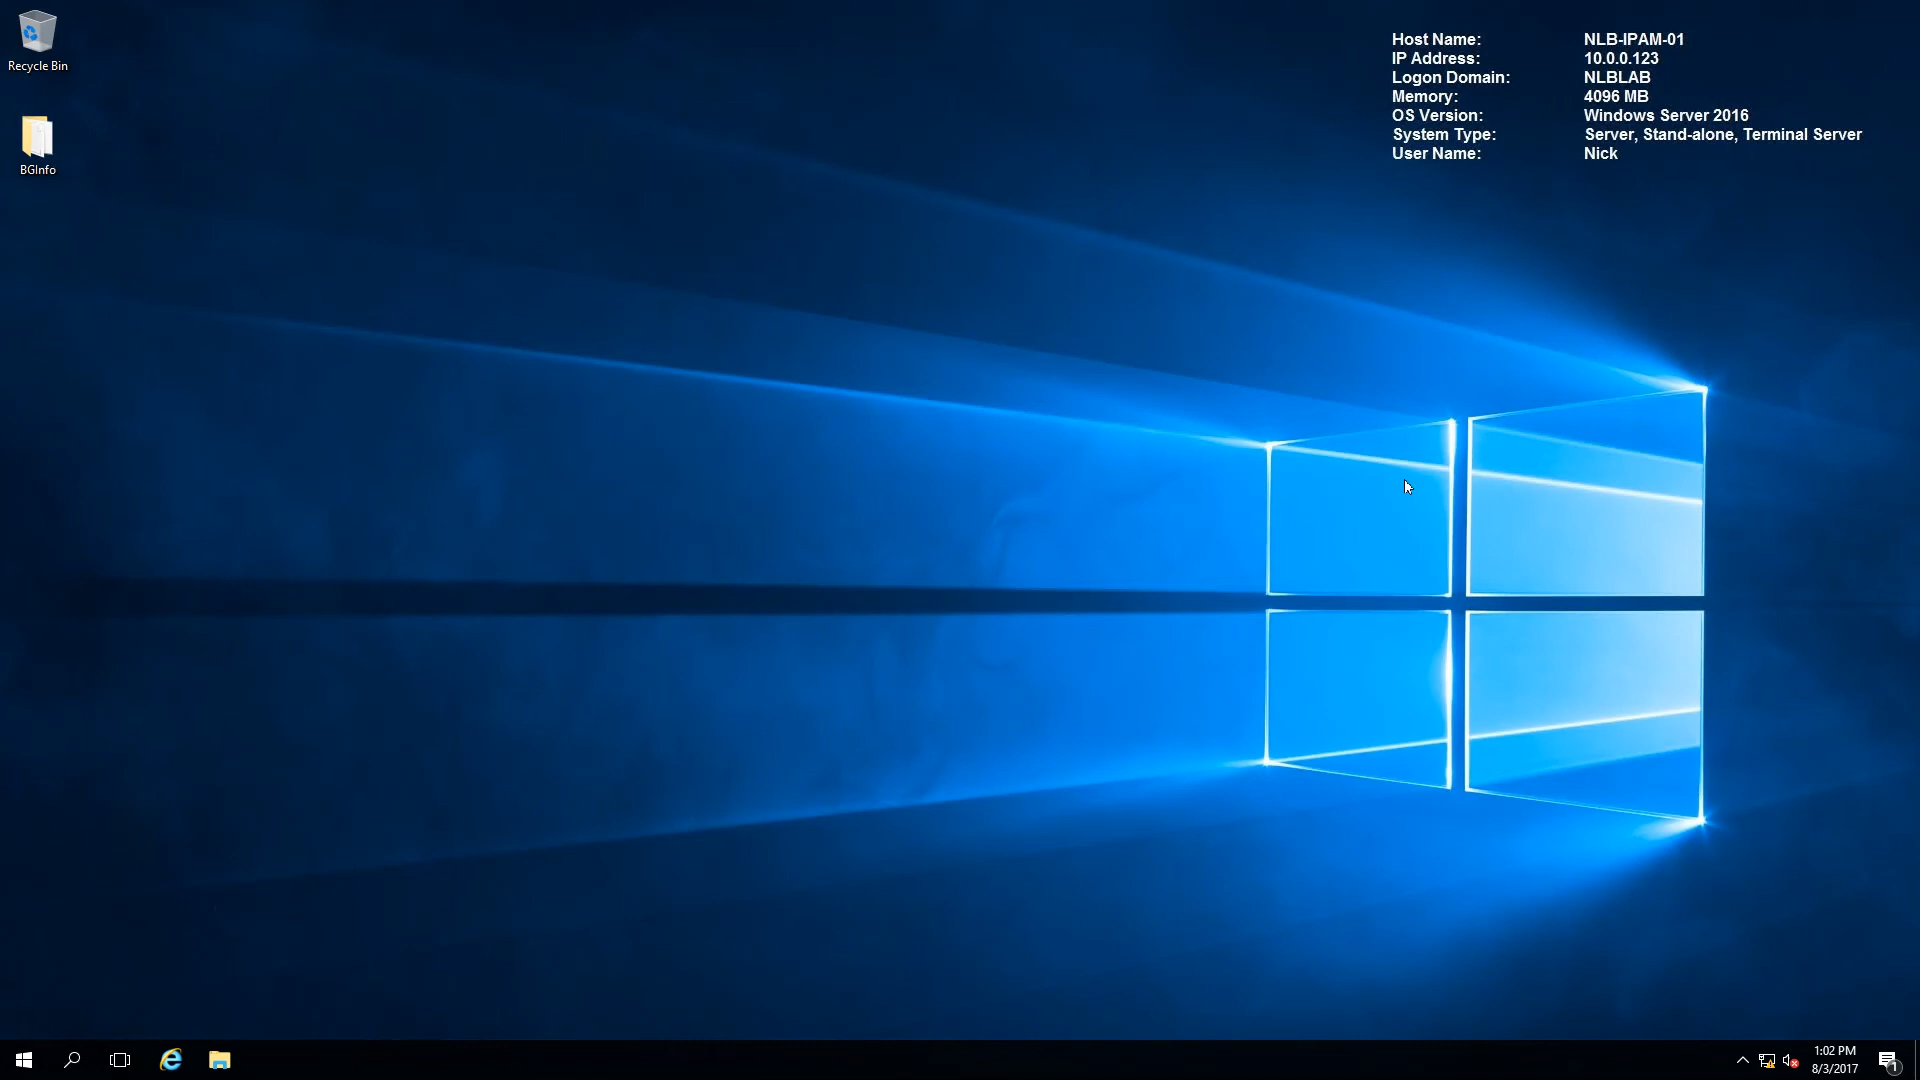 Recycle Bin
BGInfo
Host Name: NLB-IPAM-01
IP Address: 10.0.0.123
Logon Domain: NLBLAB
Memory: 4096 MB
OS Version: Windows Server 2016
System Type: Server, Stand-alone, Terminal Server
User Name: Nick
1:02 PM
8/3/2017
1